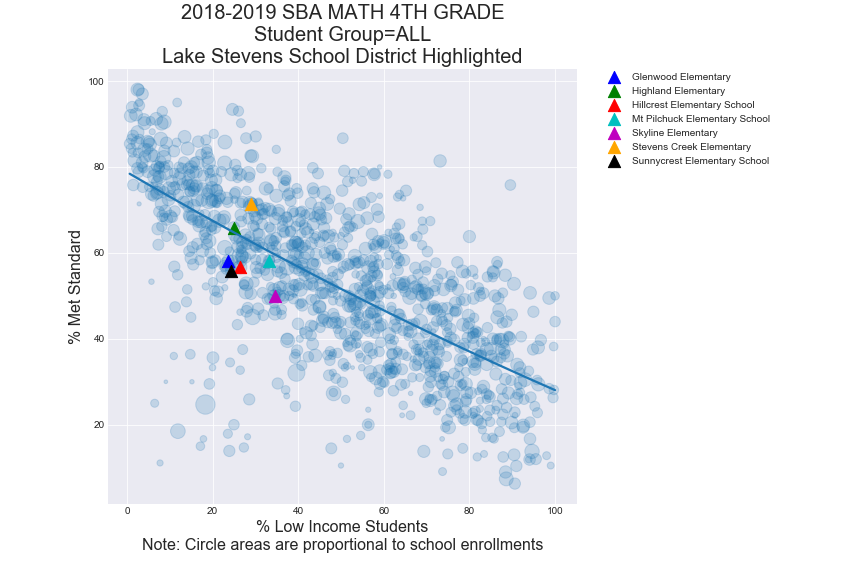 2018-2019 SBA MATH 4TH GRADE
Student Group=ALL
Lake Stevens School District Highlighted
Glenwood Elementary
Highland Elementary
Hillcrest Elementary School
Mt Pilchuck Elementary School
Skyline Elementary
Stevens Creek Elementary
Sunnycrest Elementary School
% Met Standard
100
80
60
40
20
0 20 40 60 80 100
% Low Income Students
Note: Circle areas are proportional to school enrollments